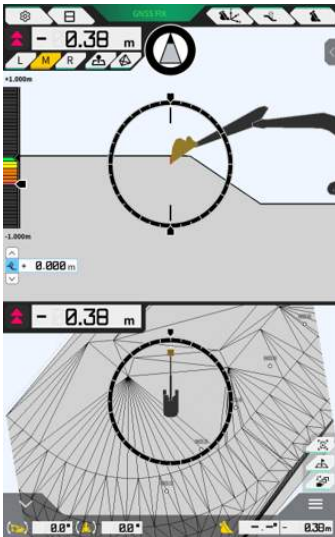 GNSS FIX
- 0.38 m
L M R
+1.000m
-1.000m
+ 0.000 m
- 0.38 m
0.0° 0.0° -.-° - 0.38m